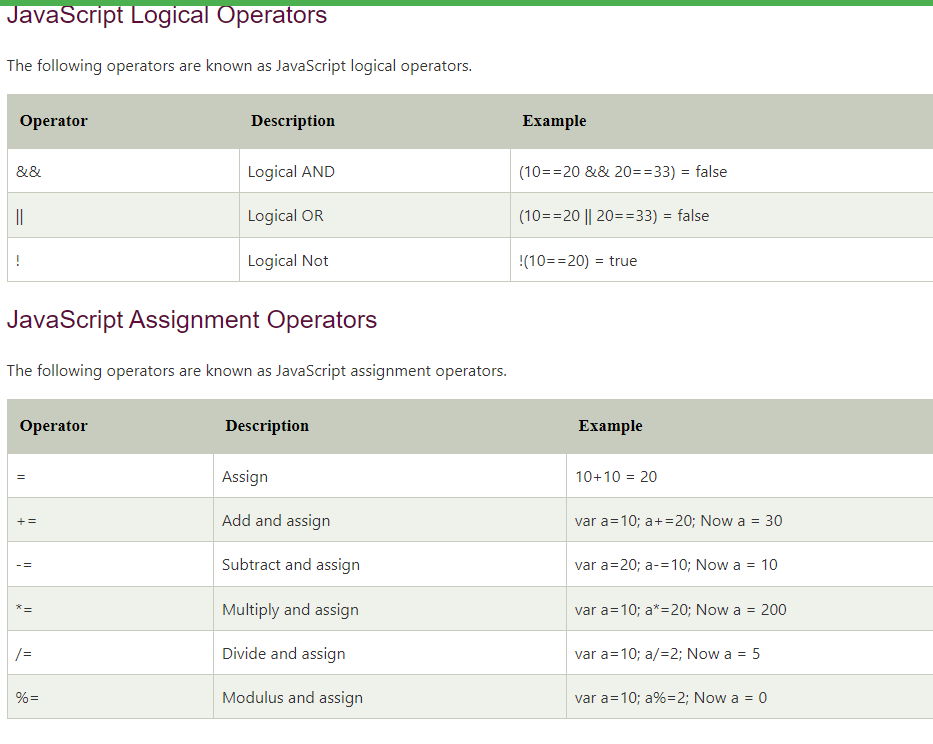 JavaScript Logical Operators
The following operators are known as JavaScript logical operators.
Operator Description Example
&& Logical AND (10==20 && 20==33) = false
|| Logical OR (10==20 || 20==33) = false
! Logical Not !(10==20) = true
JavaScript Assignment Operators
The following operators are known as JavaScript assignment operators.
Operator Description Example
= Assign 10+10 = 20
+= Add and assign var a=10; a+=20; Now a = 30
-= Subtract and assign var a=20; a-=10; Now a = 10
*= Multiply and assign var a=10; a*=20; Now a = 200
/= Divide and assign var a=10; a/=2; Now a = 5
%= Modulus and assign var a=10; a%=2; Now a = 0